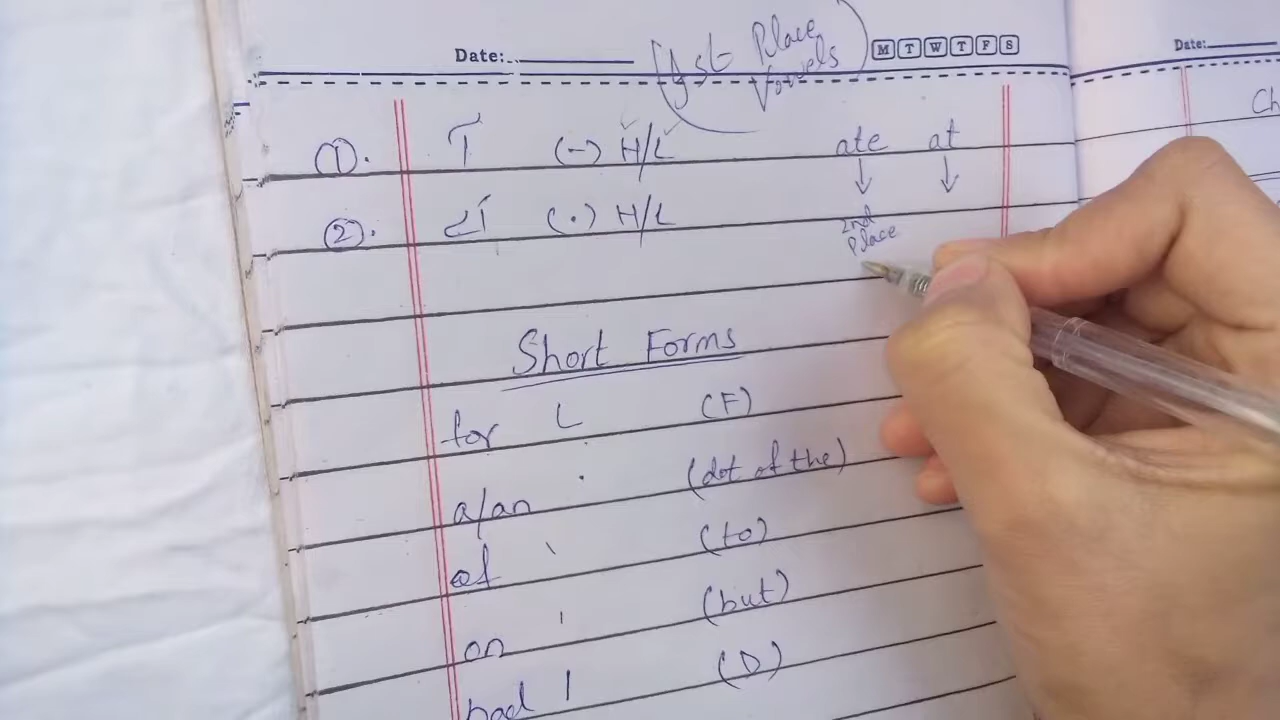 Date:
(1st Place
Vowels)
M T W T F S
Date:
Ch
①. (-) H/L ate at
②. (•) H/L 2nd
Place
Short Forms
for (F)
a/an (dot of the)
of (to)
on (but)
had (D)